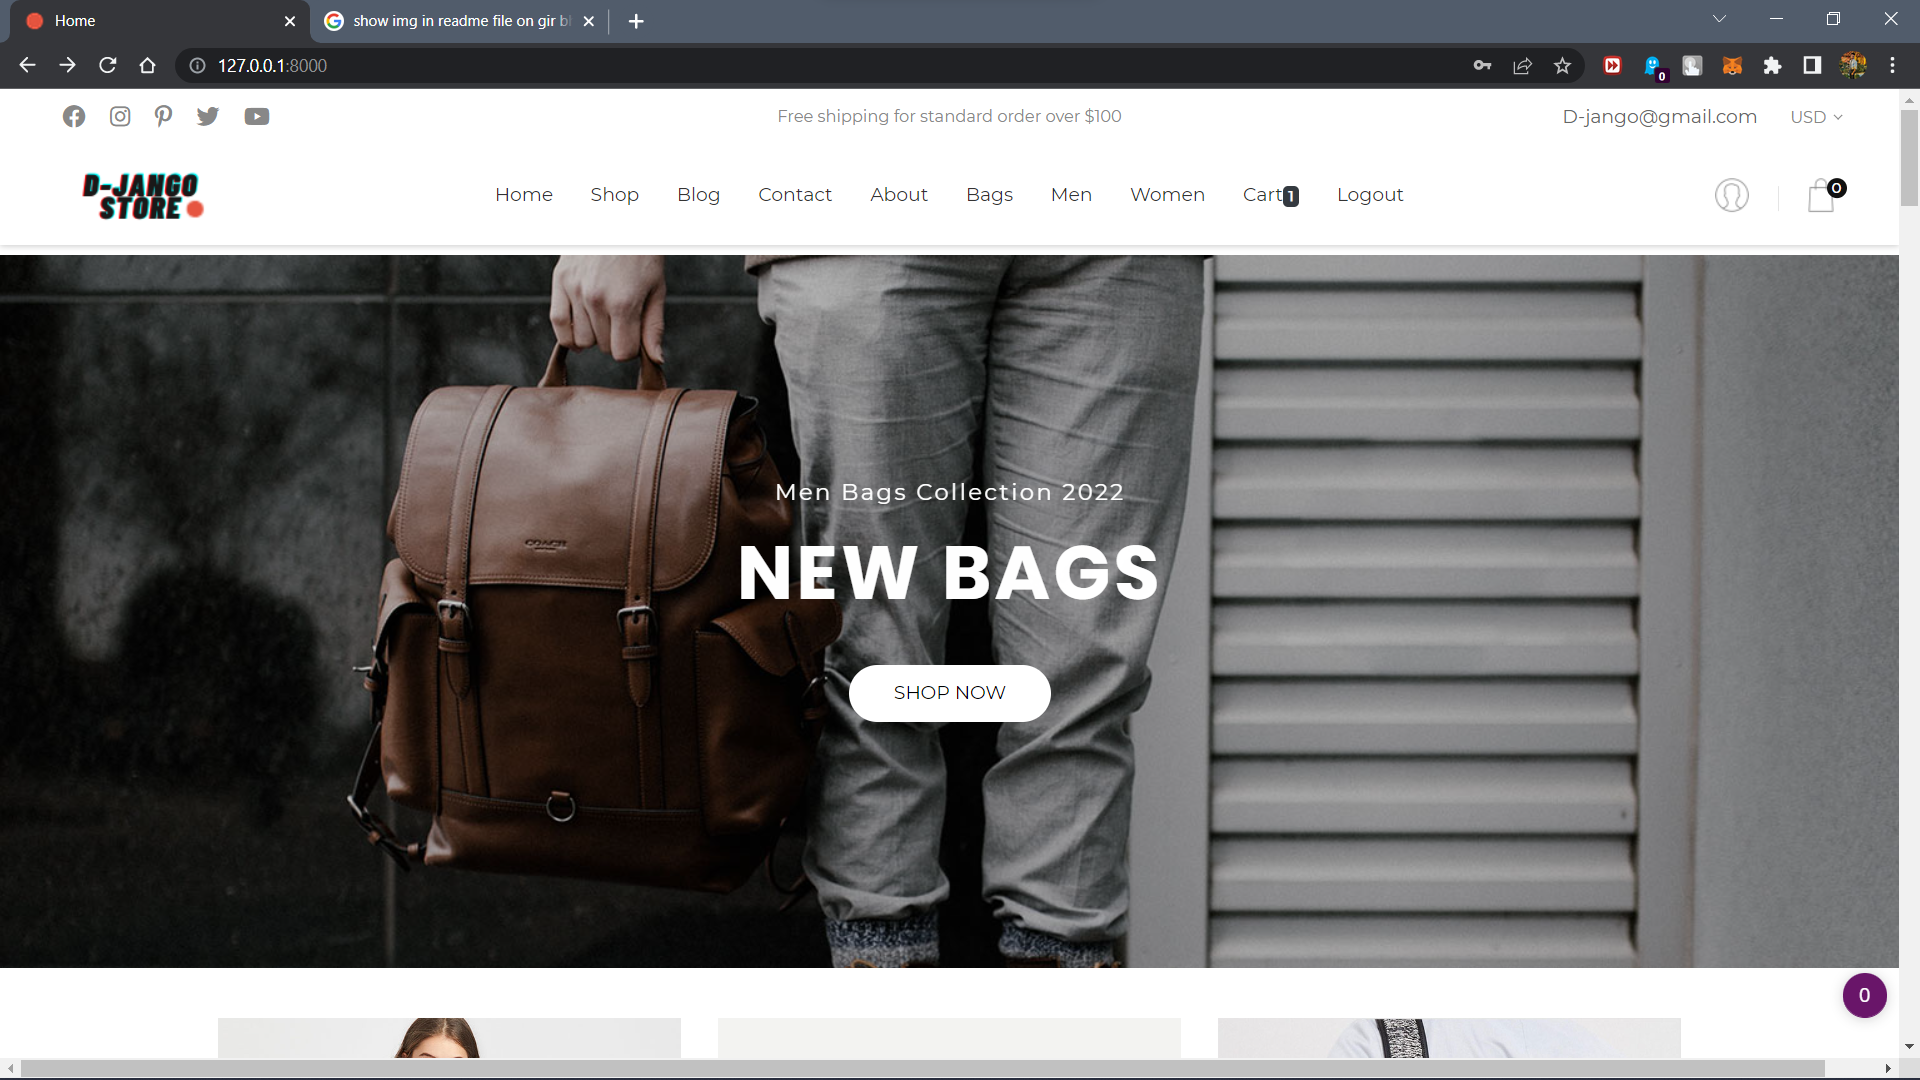 Home
show img in readme file on gir b
127.0.0.1:8000
0
Free shipping for standard order over $100
D-jango@gmail.com
USD
D-JANGO
STORE
Home
Shop
Blog
Contact
About
Bags
Men
Women
Cart 1
Logout
0
COACH
Men Bags Collection 2022
NEW BAGS
SHOP NOW
0